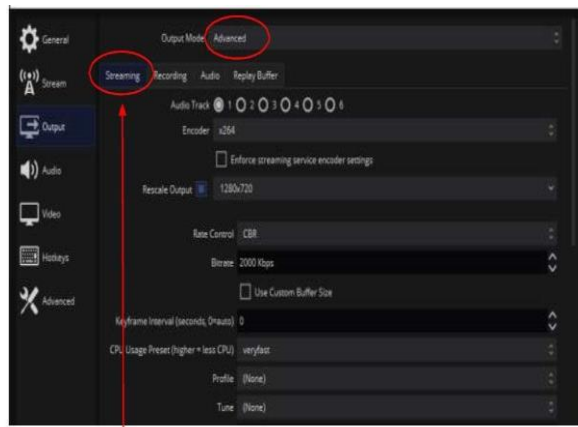 General
Stream
Output
Audio
Video
Hotkeys
Advanced
Output Mode Advanced
Streaming Recording Audio Replay Buffer
Audio Track 1 2 3 4 5 6
Encoder x264
Enforce streaming service encoder settings
Rescale Output 1280x720
Rate Control CBR
Bitrate 2000 Kbps
Use Custom Buffer Size
Keyframe Interval (seconds, 0=auto) 0
CPU Usage Preset (higher = less CPU) veryfast
Profile (None)
Tune (None)